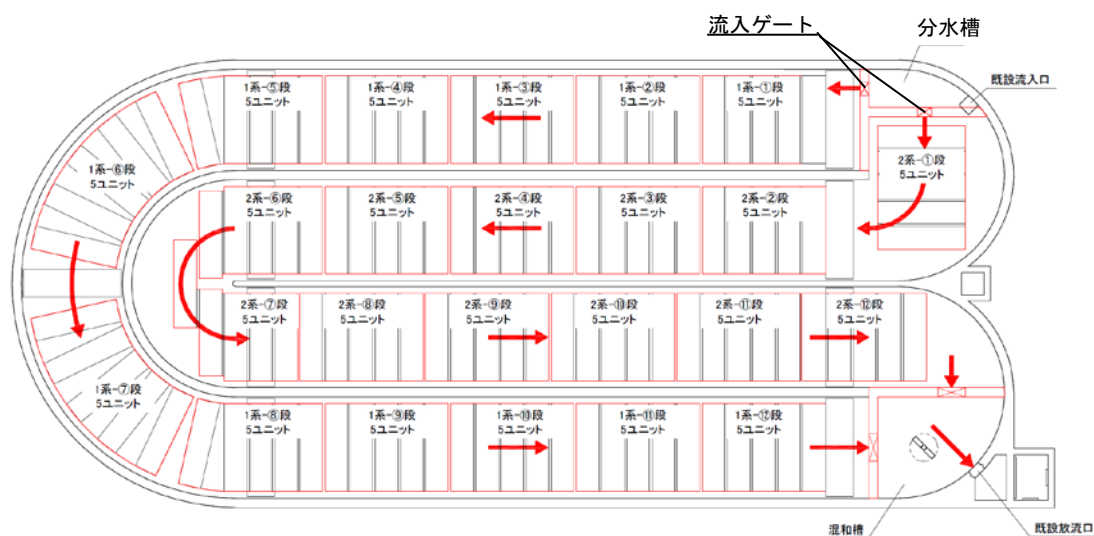 流入ゲート
分水槽
既設流入口
1系-⑤段
5ユニット
1系-④段
5ユニット
1系-③段
5ユニット
1系-②段
5ユニット
1系-①段
5ユニット
2系-①段
5ユニット
1系-⑥段
5ユニット
2系-⑥段
5ユニット
2系-⑤段
5ユニット
2系-④段
5ユニット
2系-③段
5ユニット
2系-②段
5ユニット
2系-⑦段
5ユニット
2系-⑧段
5ユニット
2系-⑨段
5ユニット
2系-⑩段
5ユニット
2系-⑪段
5ユニット
2系-⑫段
5ユニット
1系-⑦段
5ユニット
1系-⑧段
5ユニット
1系-⑨段
5ユニット
1系-⑩段
5ユニット
1系-⑪段
5ユニット
1系-⑫段
5ユニット
混和槽
既設放流口